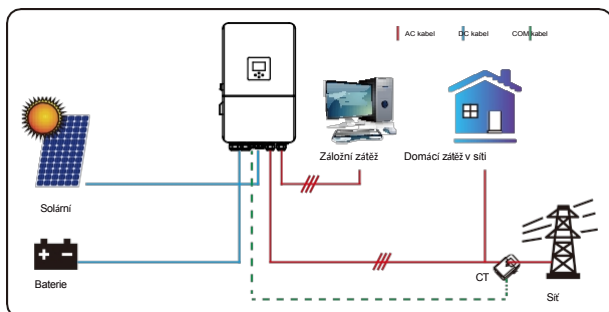 AC kabel DC kabel COM kabel
Záložní zátěž Domácí zátěž v síti
Solární
Baterie
CT
Síť